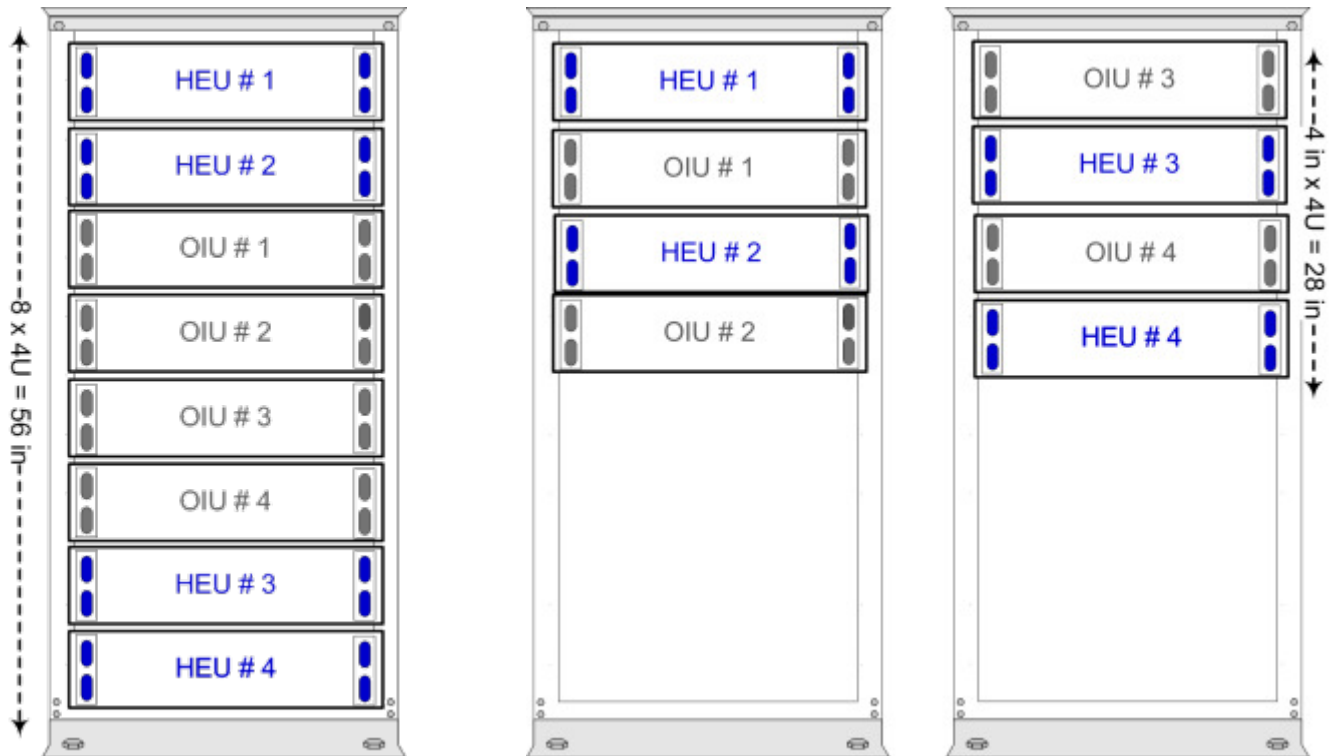 8 x 4U = 56 in
HEU # 1
HEU # 2
OIU # 1
OIU # 2
OIU # 3
OIU # 4
HEU # 3
HEU # 4
HEU # 1
OIU # 1
HEU # 2
OIU # 2
OIU # 3
HEU # 3
OIU # 4
HEU # 4
4 in x 4U = 28 in